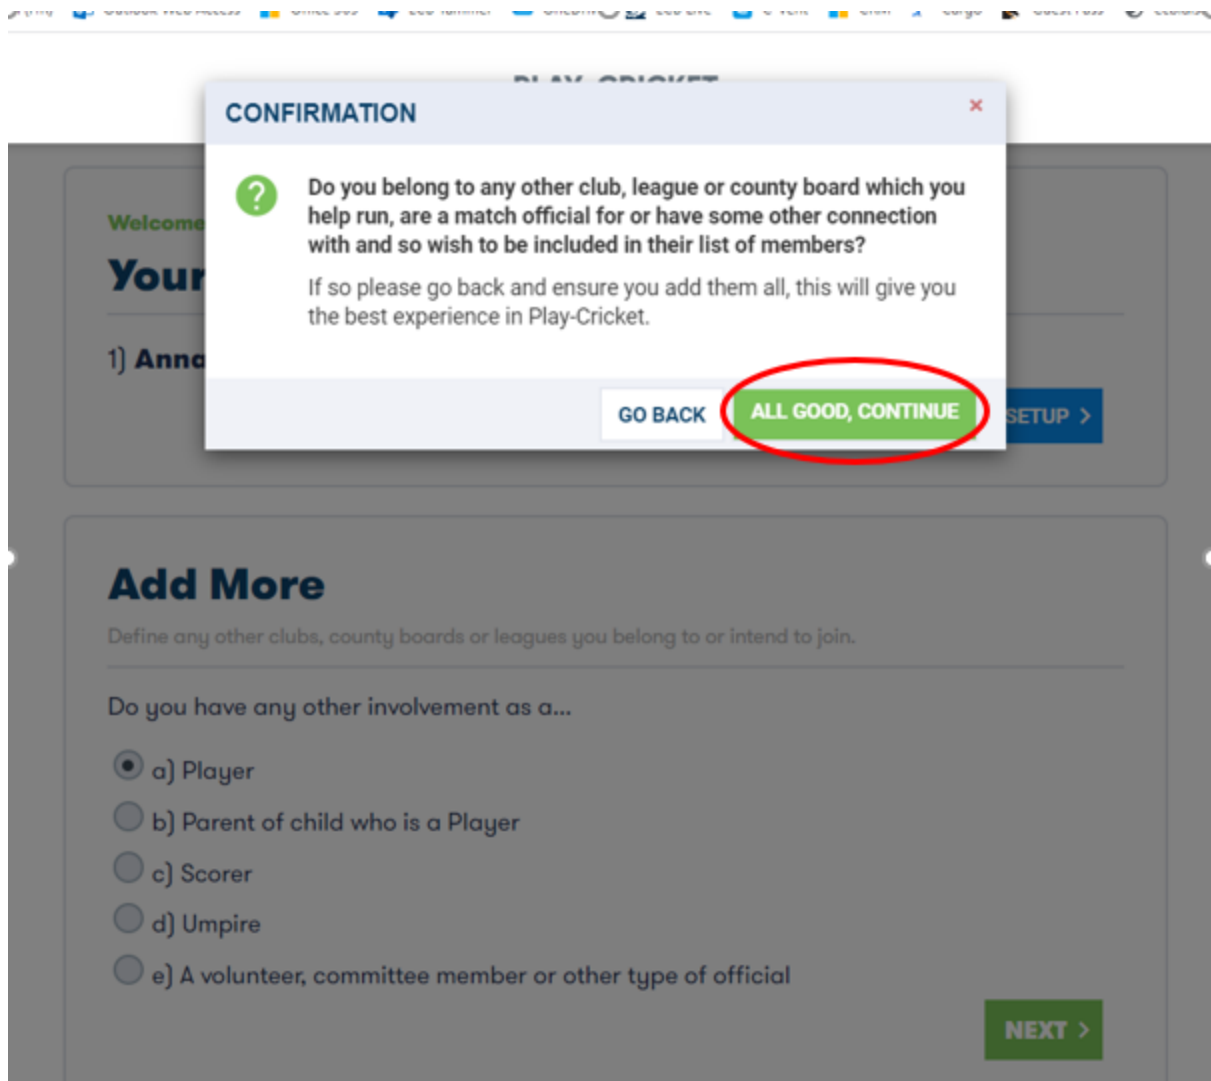 PLAY-CRICKET
CONFIRMATION
×
?
Do you belong to any other club, league or county board which you
help run, are a match official for or have some other connection
with and so wish to be included in their list of members?
If so please go back and ensure you add them all, this will give you
the best experience in Play-Cricket.
GO BACK
ALL GOOD, CONTINUE
Welcome
Your
1) Anna
SETUP >
Add More
Define any other clubs, county boards or leagues you belong to or intend to join.
Do you have any other involvement as a...
a) Player
b) Parent of child who is a Player
c) Scorer
d) Umpire
e) A volunteer, committee member or other type of official
NEXT >